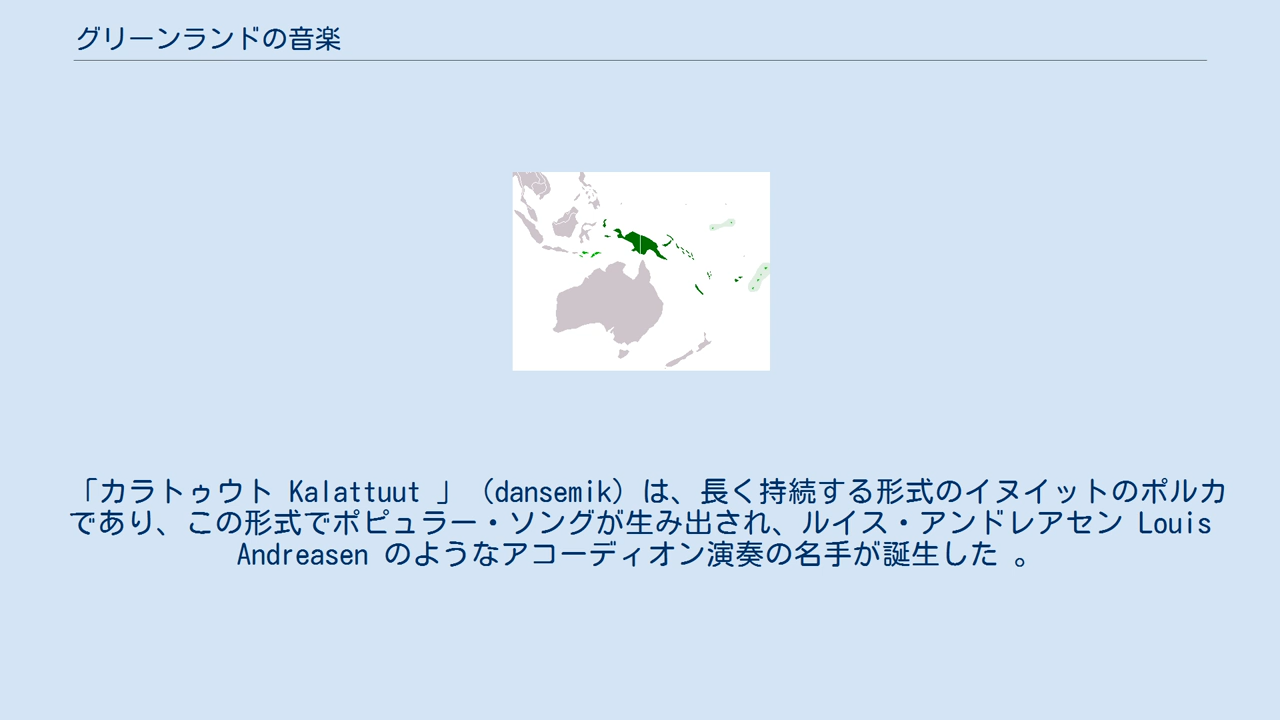 グリーンランドの音楽
「カラトゥウト Kalattuut 」（dansemik）は、長く持続する形式のイヌイットのポルカ
であり、この形式でポピュラー・ソングが生み出され、ルイス・アンドレアセン Louis
Andreasen のようなアコーディオン演奏の名手が誕生した 。